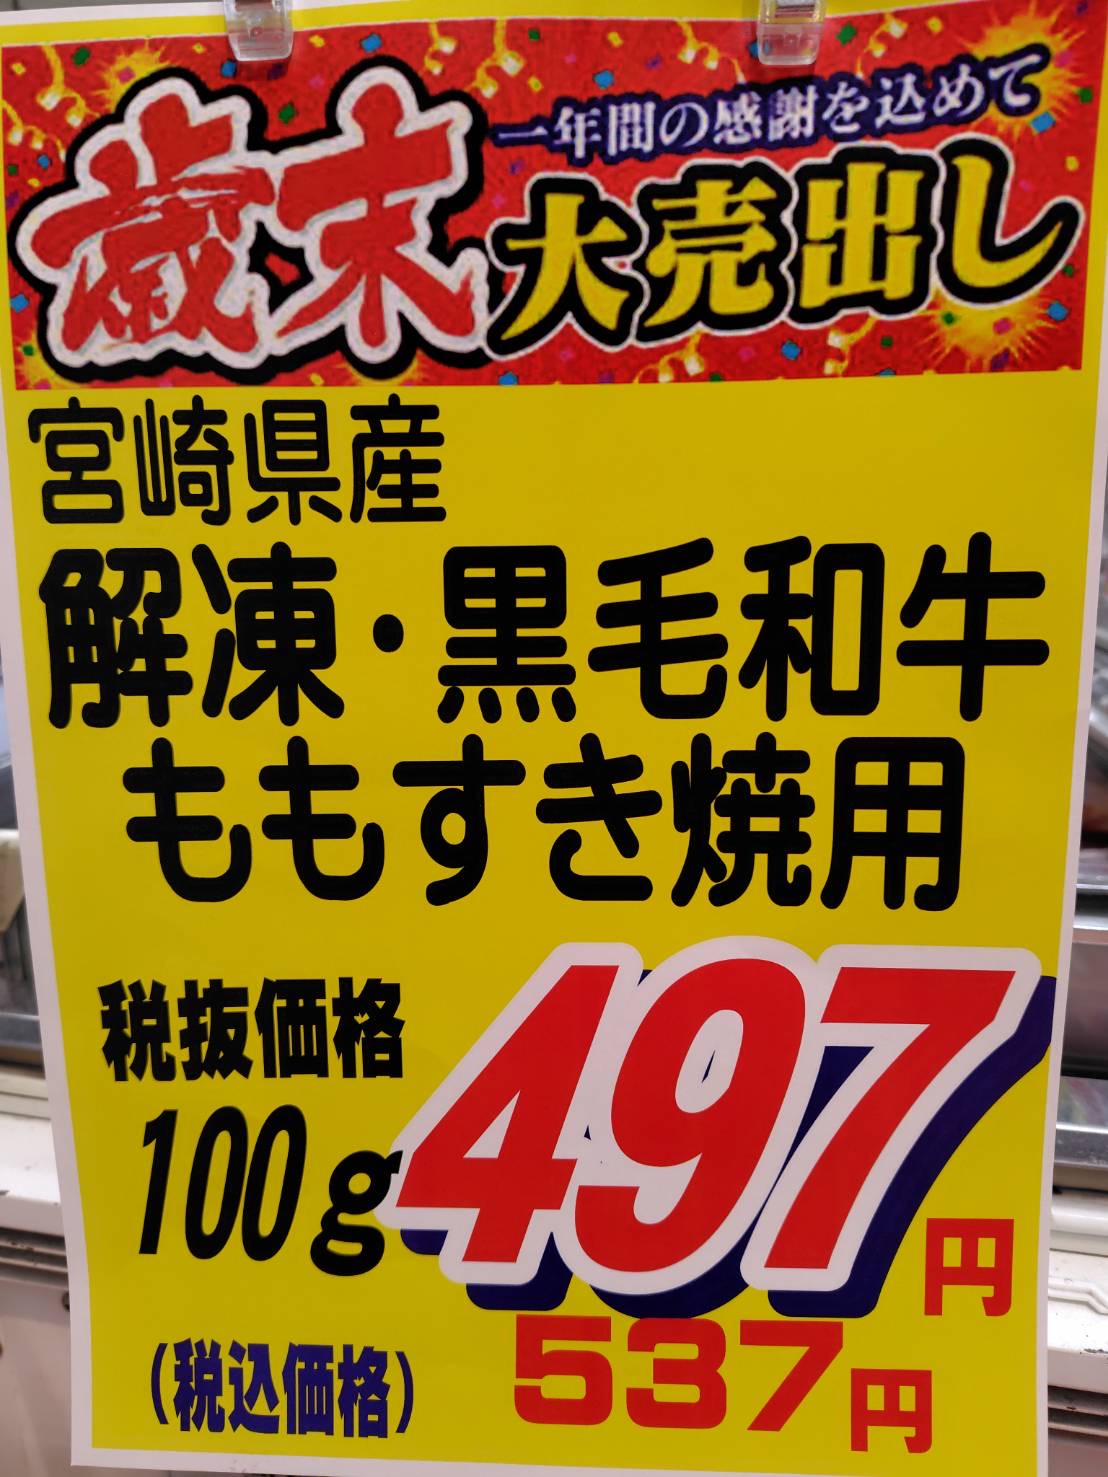 一年間の感謝を込めて
歳末大売出し
宮崎県産
解凍・黒毛和牛
ももすき焼用
税抜価格
100g 497円
(税込価格) 537円